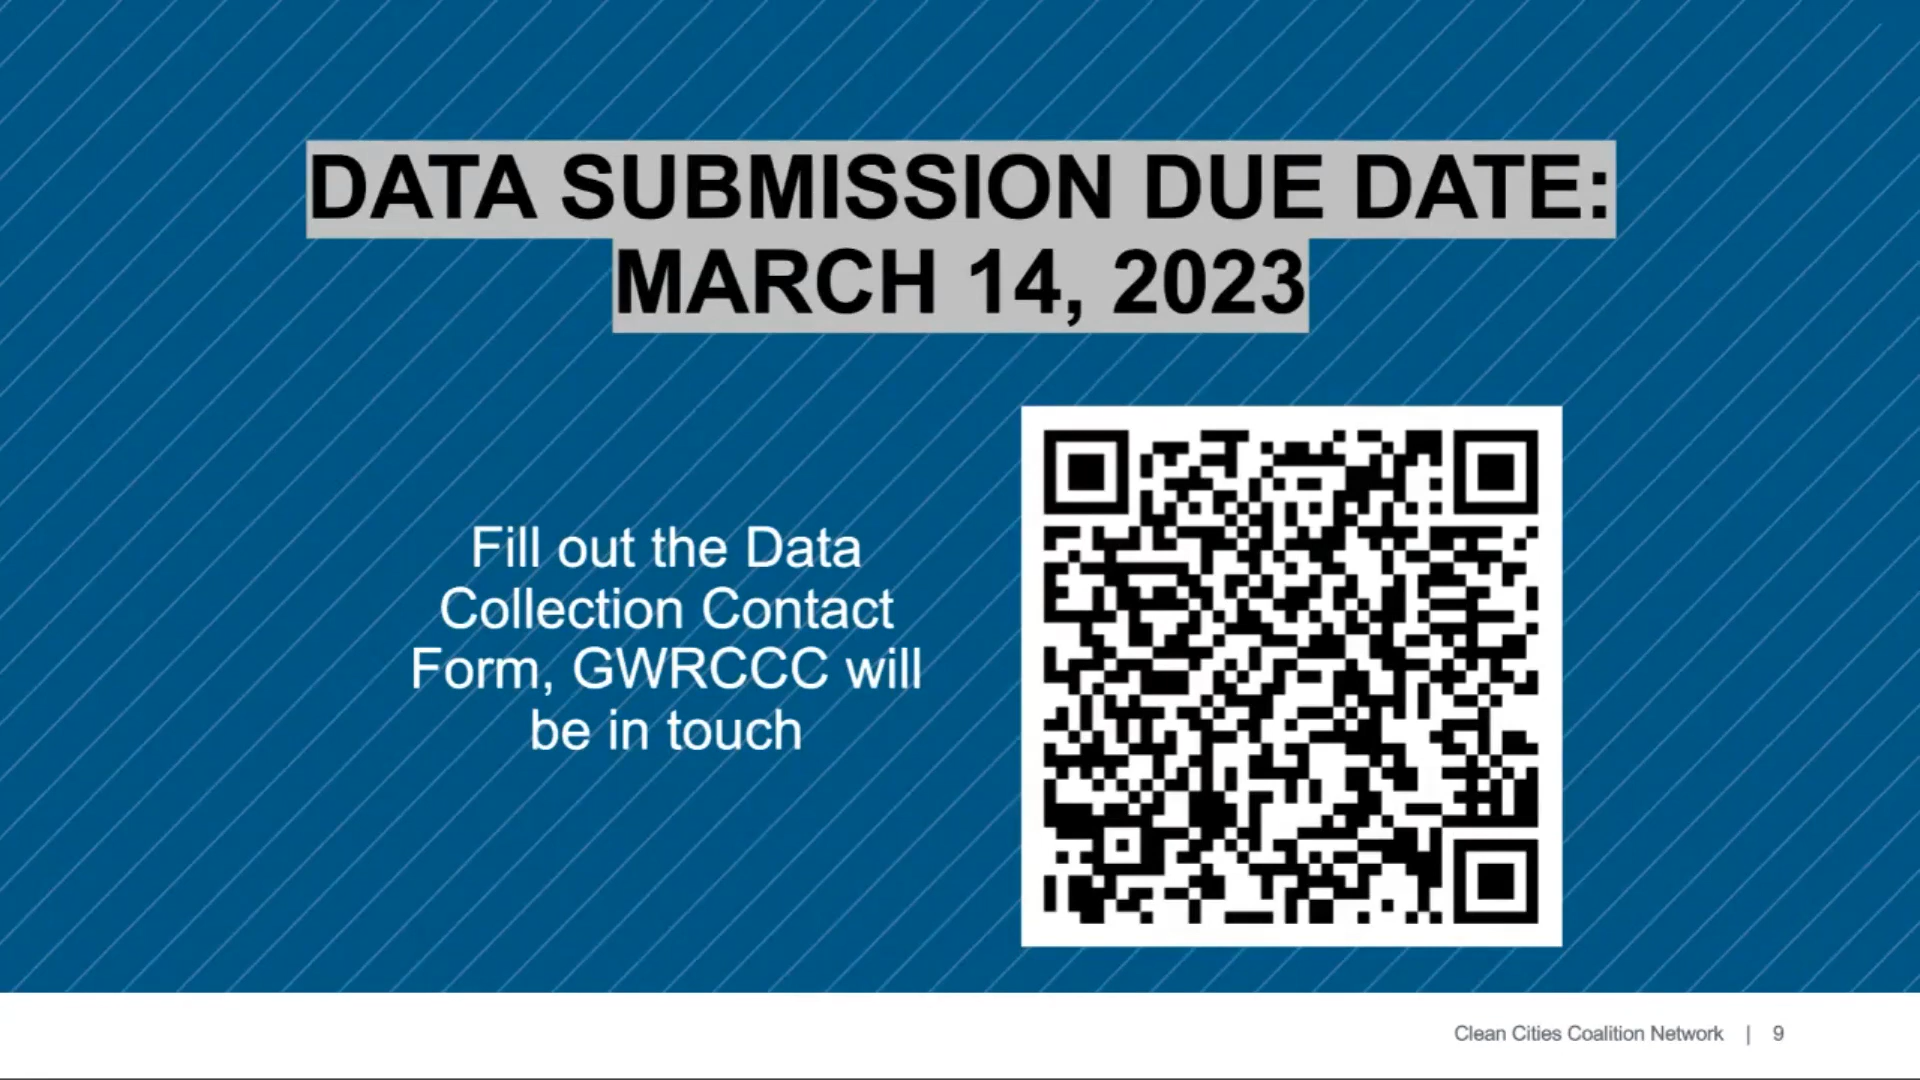 DATA SUBMISSION DUE DATE:
MARCH 14, 2023
Fill out the Data
Collection Contact
Form, GWRCCC will
be in touch
Clean Cities Coalition Network | 9